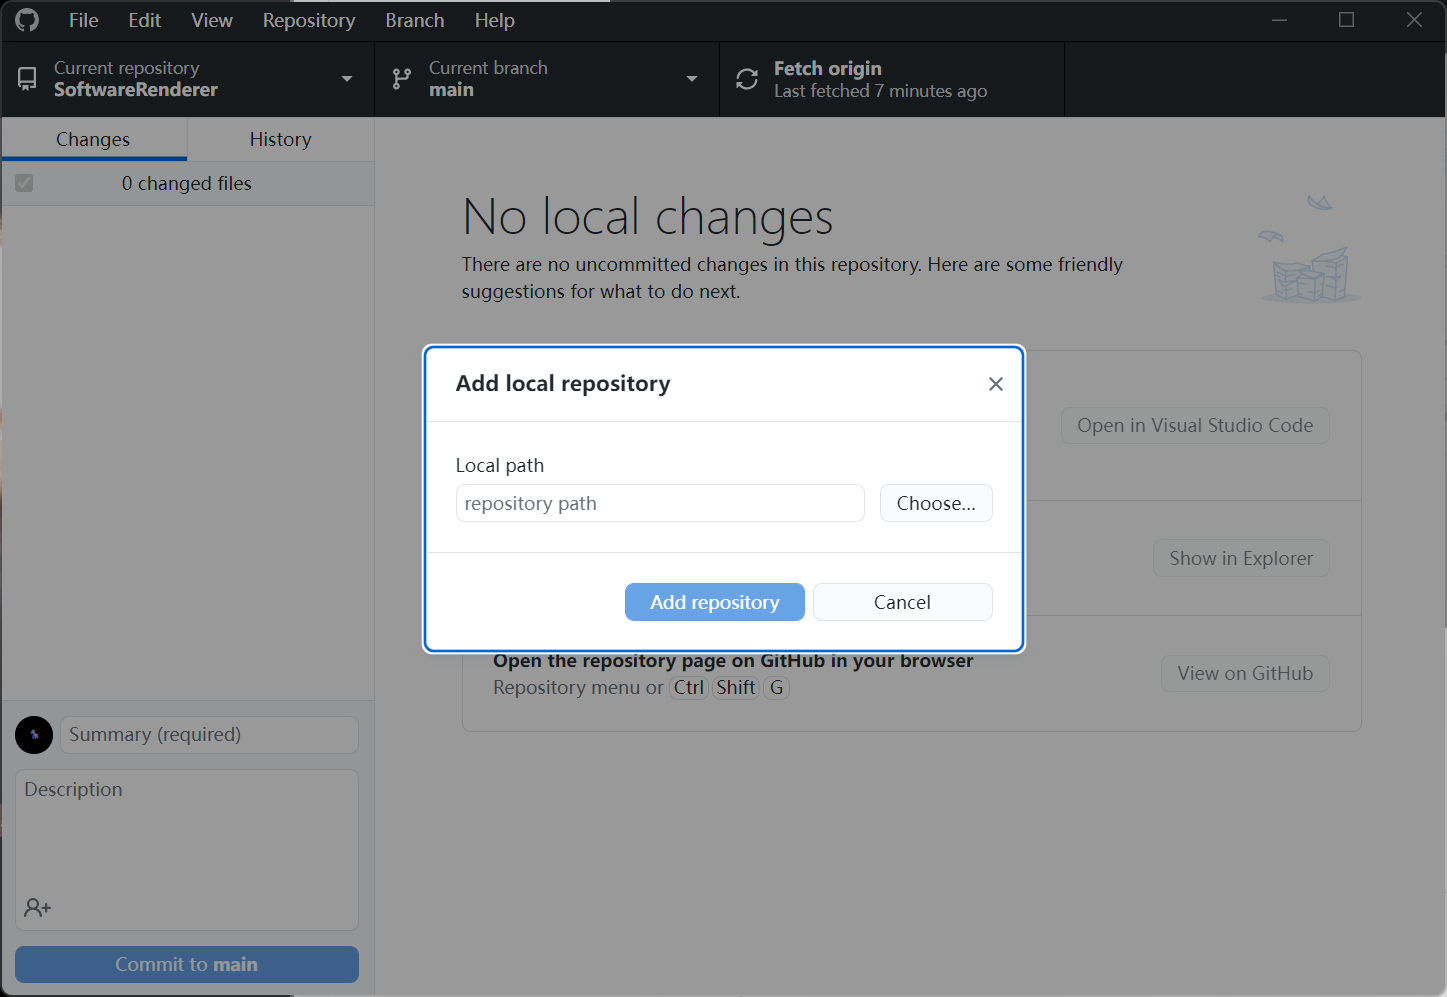 File Edit View Repository Branch Help
Current repository
SoftwareRenderer
Current branch
main
Fetch origin
Last fetched 7 minutes ago
Changes
History
0 changed files
No local changes
There are no uncommitted changes in this repository. Here are some friendly
suggestions for what to do next.
Open in Visual Studio Code
Show in Explorer
Add local repository
Local path
repository path
Choose...
Add repository
Cancel
Open the repository page on GitHub in your browser
Repository menu or Ctrl Shift G
View on GitHub
Summary (required)
Description
Commit to main